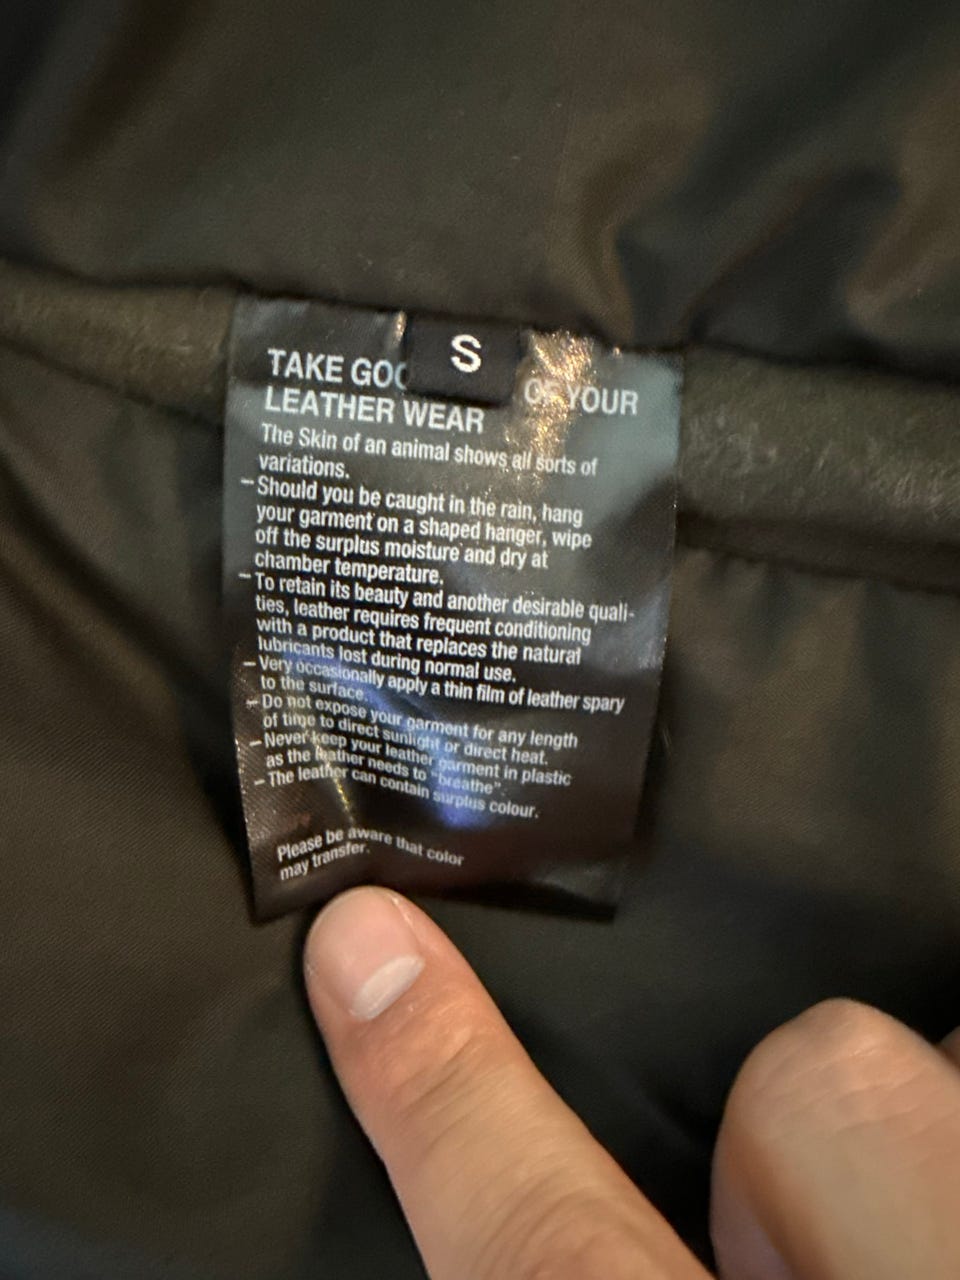 S
TAKE GOO OF YOUR
LEATHER WEAR
The Skin of an animal shows all sorts of
variations.
– Should you be caught in the rain, hang
your garment on a shaped hanger, wipe
off the surplus moisture and dry at
chamber temperature.
– To retain its beauty and another desirable quali-
ties, leather requires frequent conditioning
with a product that replaces the natural
lubricants lost during normal use.
– Very occasionally apply a thin film of leather spary
to the surface.
– Do not expose your garment for any length
of time to direct sunlight or direct heat.
– Never keep your leather garment in plastic
as the leather needs to "breathe".
– The leather can contain surplus colour.
Please be aware that color
may transfer.